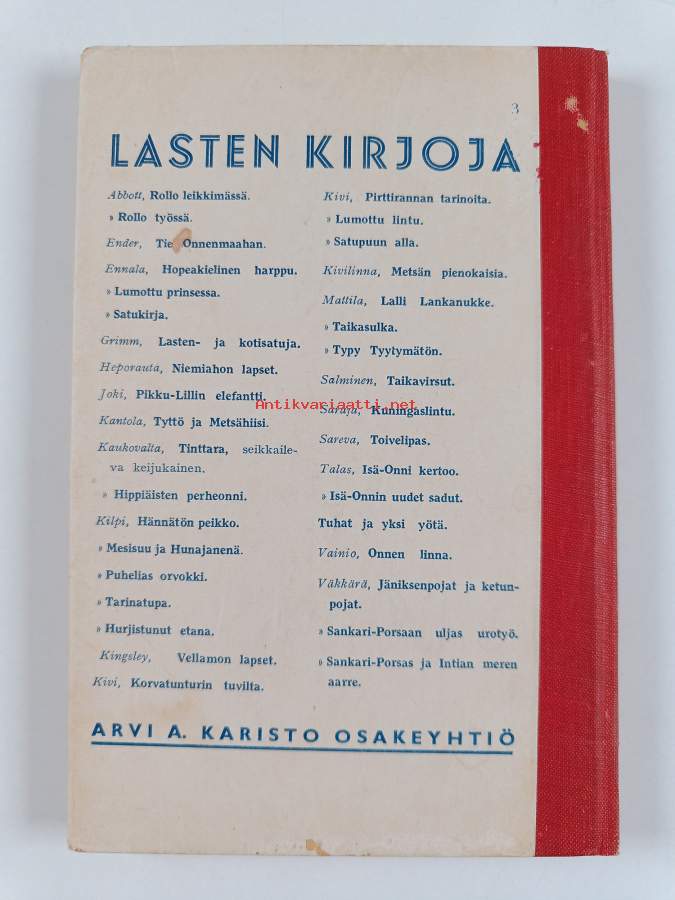 3
LASTEN KIRJOJA
Abbott, Rollo leikkimässä.
» Rollo työssä.
Ender, Tie Onnenmaahan.
Ennala, Hopeakielinen harppu.
» Lumottu prinsessa.
» Satukirja.
Grimm, Lasten- ja kotisatuja.
Heporauta, Niemiahon lapset.
Joki, Pikku-Lillin elefantti.
Kantola, Tyttö ja Metsähiisi.
Kaukovalta, Tinttara, seikkaile-
va keijukainen.
» Hippiäisten perheonni.
Kilpi, Hännätön peikko.
» Mesisuu ja Hunajanenä.
» Puhelias orvokki.
» Tarinatupa.
» Hurjistunut etana.
Kingsley, Vellamon lapset.
Kivi, Korvatunturin tuvilta.
Kivi, Pirttirannan tarinoita.
» Lumottu lintu.
» Satupuun alla.
Kivilinna, Metsän pienokaisia.
Mattila, Lalli Lankanukke.
» Taikasulka.
» Typy Tyytymätön.
Salminen, Taikavirsut.
Saraja, Kuningaslintu.
Sareva, Toivelipas.
Talas, Isä-Onni kertoo.
» Isä-Onnin uudet sadut.
Tuhat ja yksi yötä.
Vainio, Onnen linna.
Väkkärä, Jäniksenpojat ja ketun-
pojat.
» Sankari-Porsaan uljas urotyö.
» Sankari-Porsas ja Intian meren
aarre.
ARVI A. KARISTO OSAKEYHTIÖ
Antikvariaatti.net